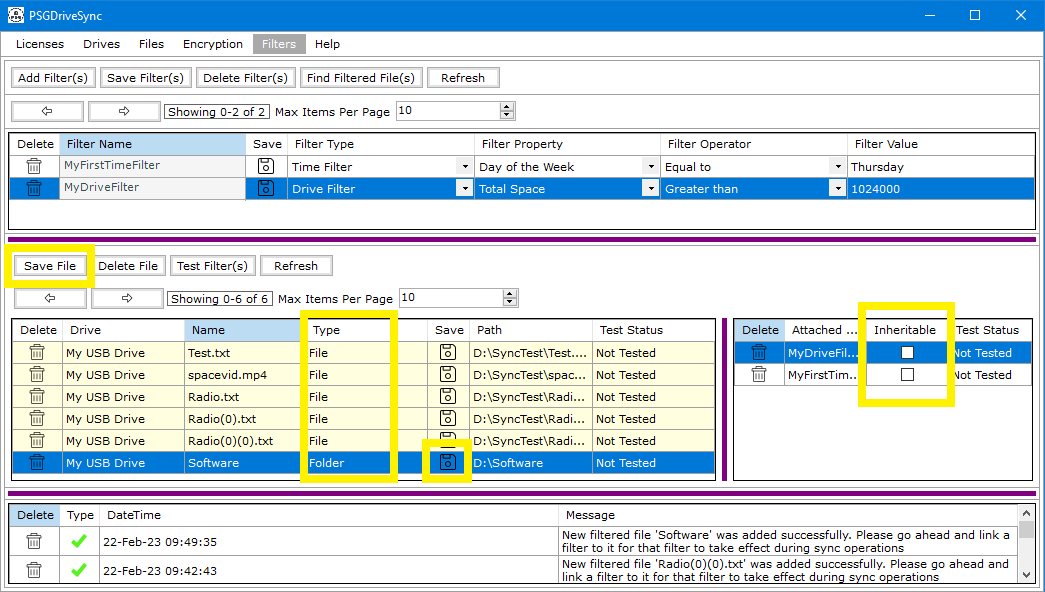 PSGDriveSync
Licenses Drives Files Encryption Filters Help
Add Filter(s) Save Filter(s) Delete Filter(s) Find Filtered File(s) Refresh
Showing 0-2 of 2 Max Items Per Page 10
Delete Filter Name Save Filter Type Filter Property Filter Operator Filter Value
MyFirstTimeFilter Time Filter Day of the Week Equal to Thursday
MyDriveFilter Drive Filter Total Space Greater than 1024000
Save File Delete File Test Filter(s) Refresh
Showing 0-6 of 6 Max Items Per Page 10
Delete Drive Name Type Save Path Test Status
My USB Drive Test.txt File D:\SyncTest\Test.... Not Tested
My USB Drive spacevid.mp4 File D:\SyncTest\spac... Not Tested
My USB Drive Radio.txt File D:\SyncTest\Radi... Not Tested
My USB Drive Radio(0).txt File D:\SyncTest\Radi... Not Tested
My USB Drive Radio(0)(0).txt File D:\SyncTest\Radi... Not Tested
My USB Drive Software Folder D:\Software Not Tested
Delete Attached ... Inheritable Test Status
MyDriveFil... Not Tested
MyFirstTim... Not Tested
Delete Type DateTime Message
22-Feb-23 09:49:35 New filtered file 'Software' was added successfully. Please go ahead and link a
filter to it for that filter to take effect during sync operations
22-Feb-23 09:42:43 New filtered file 'Radio(0)(0).txt' was added successfully. Please go ahead and
link a filter to it for that filter to take effect during sync operations